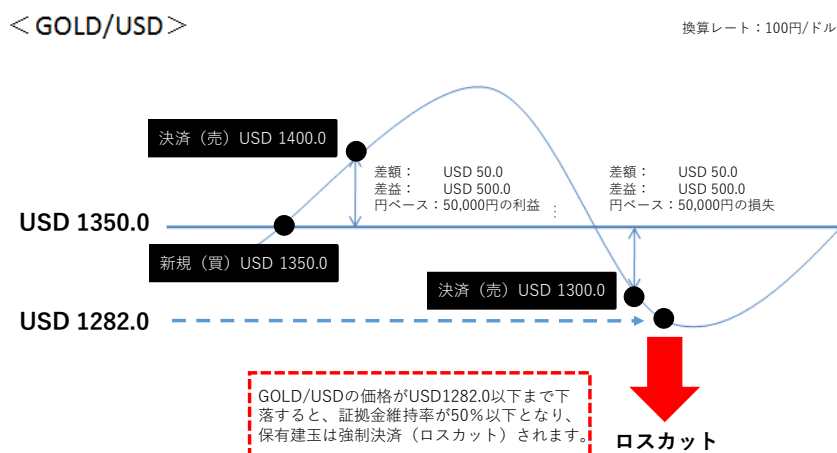 ＜GOLD/USD＞
換算レート：100円/ドル
決済（売）USD 1400.0
差額： USD 50.0
差益： USD 500.0
円ベース：50,000円の利益
差額： USD 50.0
差益： USD 500.0
円ベース：50,000円の損失
USD 1350.0
新規（買）USD 1350.0
決済（売）USD 1300.0
USD 1282.0
GOLD/USDの価格がUSD1282.0以下まで下
落すると、証拠金維持率が50％以下となり、
保有建玉は強制決済（ロスカット）されます。
ロスカット